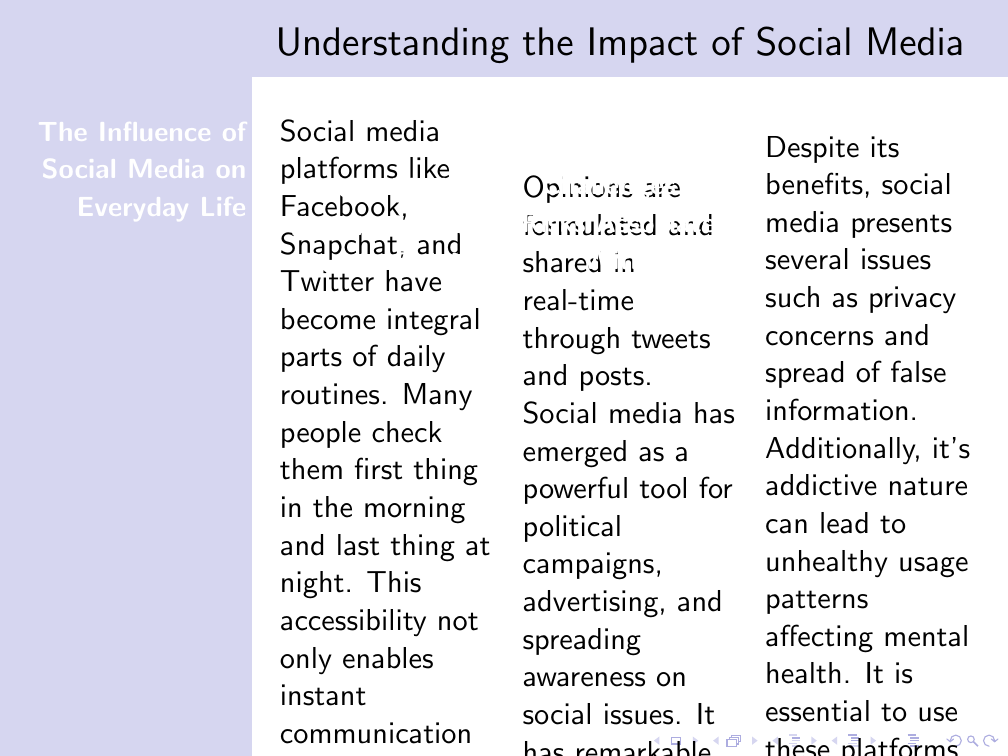 Understanding the Impact of Social Media
The Influence of
Social Media on
Everyday Life
Social media
platforms like
Facebook,
Snapchat, and
Twitter have
become integral
parts of daily
routines. Many
people check
them first thing
in the morning
and last thing at
night. This
accessibility not
only enables
instant
communication
Opinions are
formulated and
shared in
real-time
through tweets
and posts.
Social media has
emerged as a
powerful tool for
political
campaigns,
advertising, and
spreading
awareness on
social issues. It
has remarkable
Despite its
benefits, social
media presents
several issues
such as privacy
concerns and
spread of false
information.
Additionally, it's
addictive nature
can lead to
unhealthy usage
patterns
affecting mental
health. It is
essential to use
these platforms